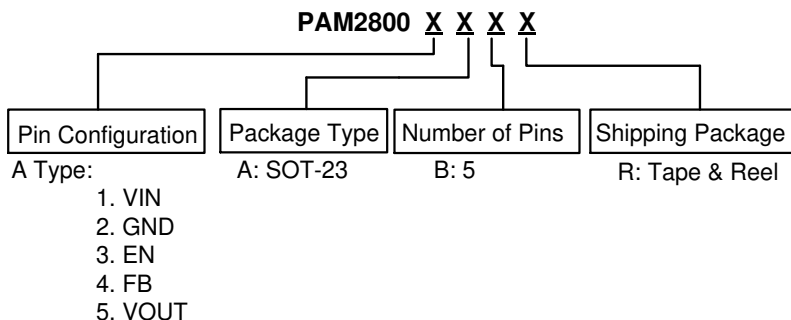 PAM2800 X X X X
Pin Configuration
Package Type
Number of Pins
Shipping Package
A Type:
A: SOT-23
B: 5
R: Tape & Reel
1. VIN
2. GND
3. EN
4. FB
5. VOUT